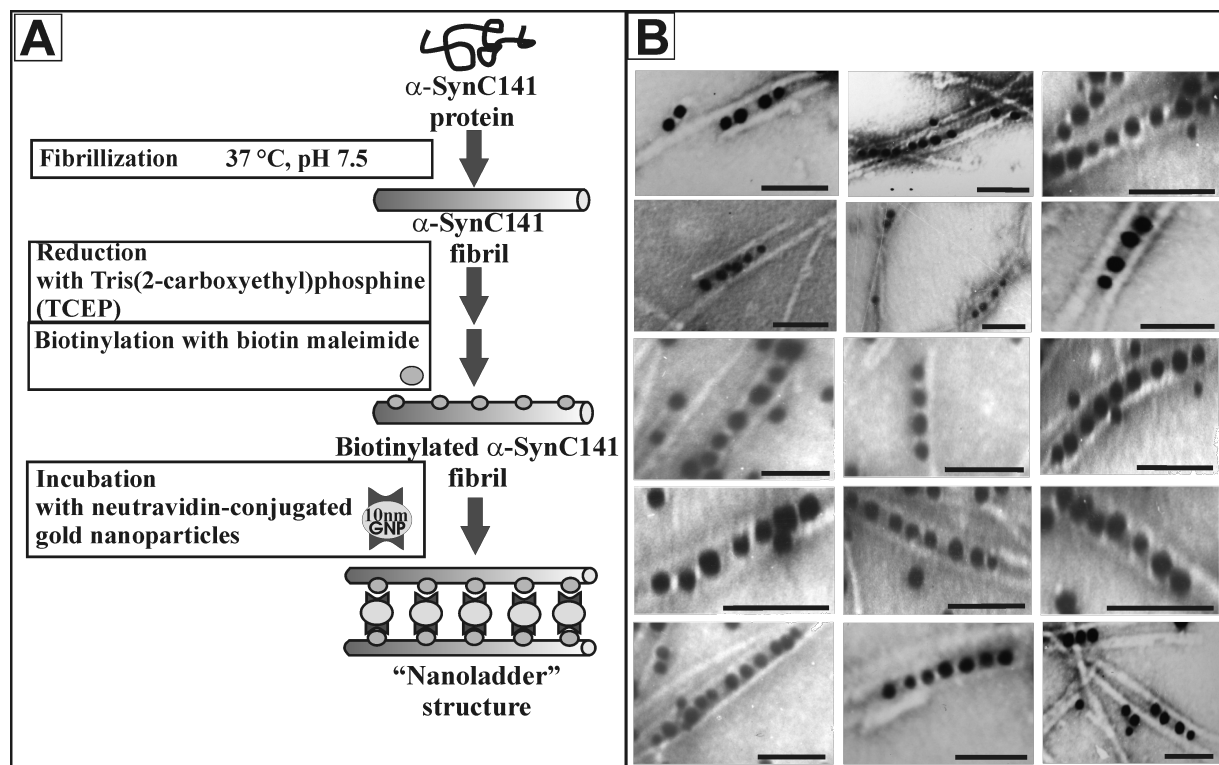 A
α-SynC141
protein
Fibrillization 37 °C, pH 7.5
α-SynC141
fibril
Reduction
with Tris(2-carboxyethyl)phosphine
(TCEP)
Biotinylation with biotin maleimide
Biotinylated α-SynC141
fibril
Incubation
with neutravidin-conjugated
gold nanoparticles
10nm
GNP
“Nanoladder”
structure
B